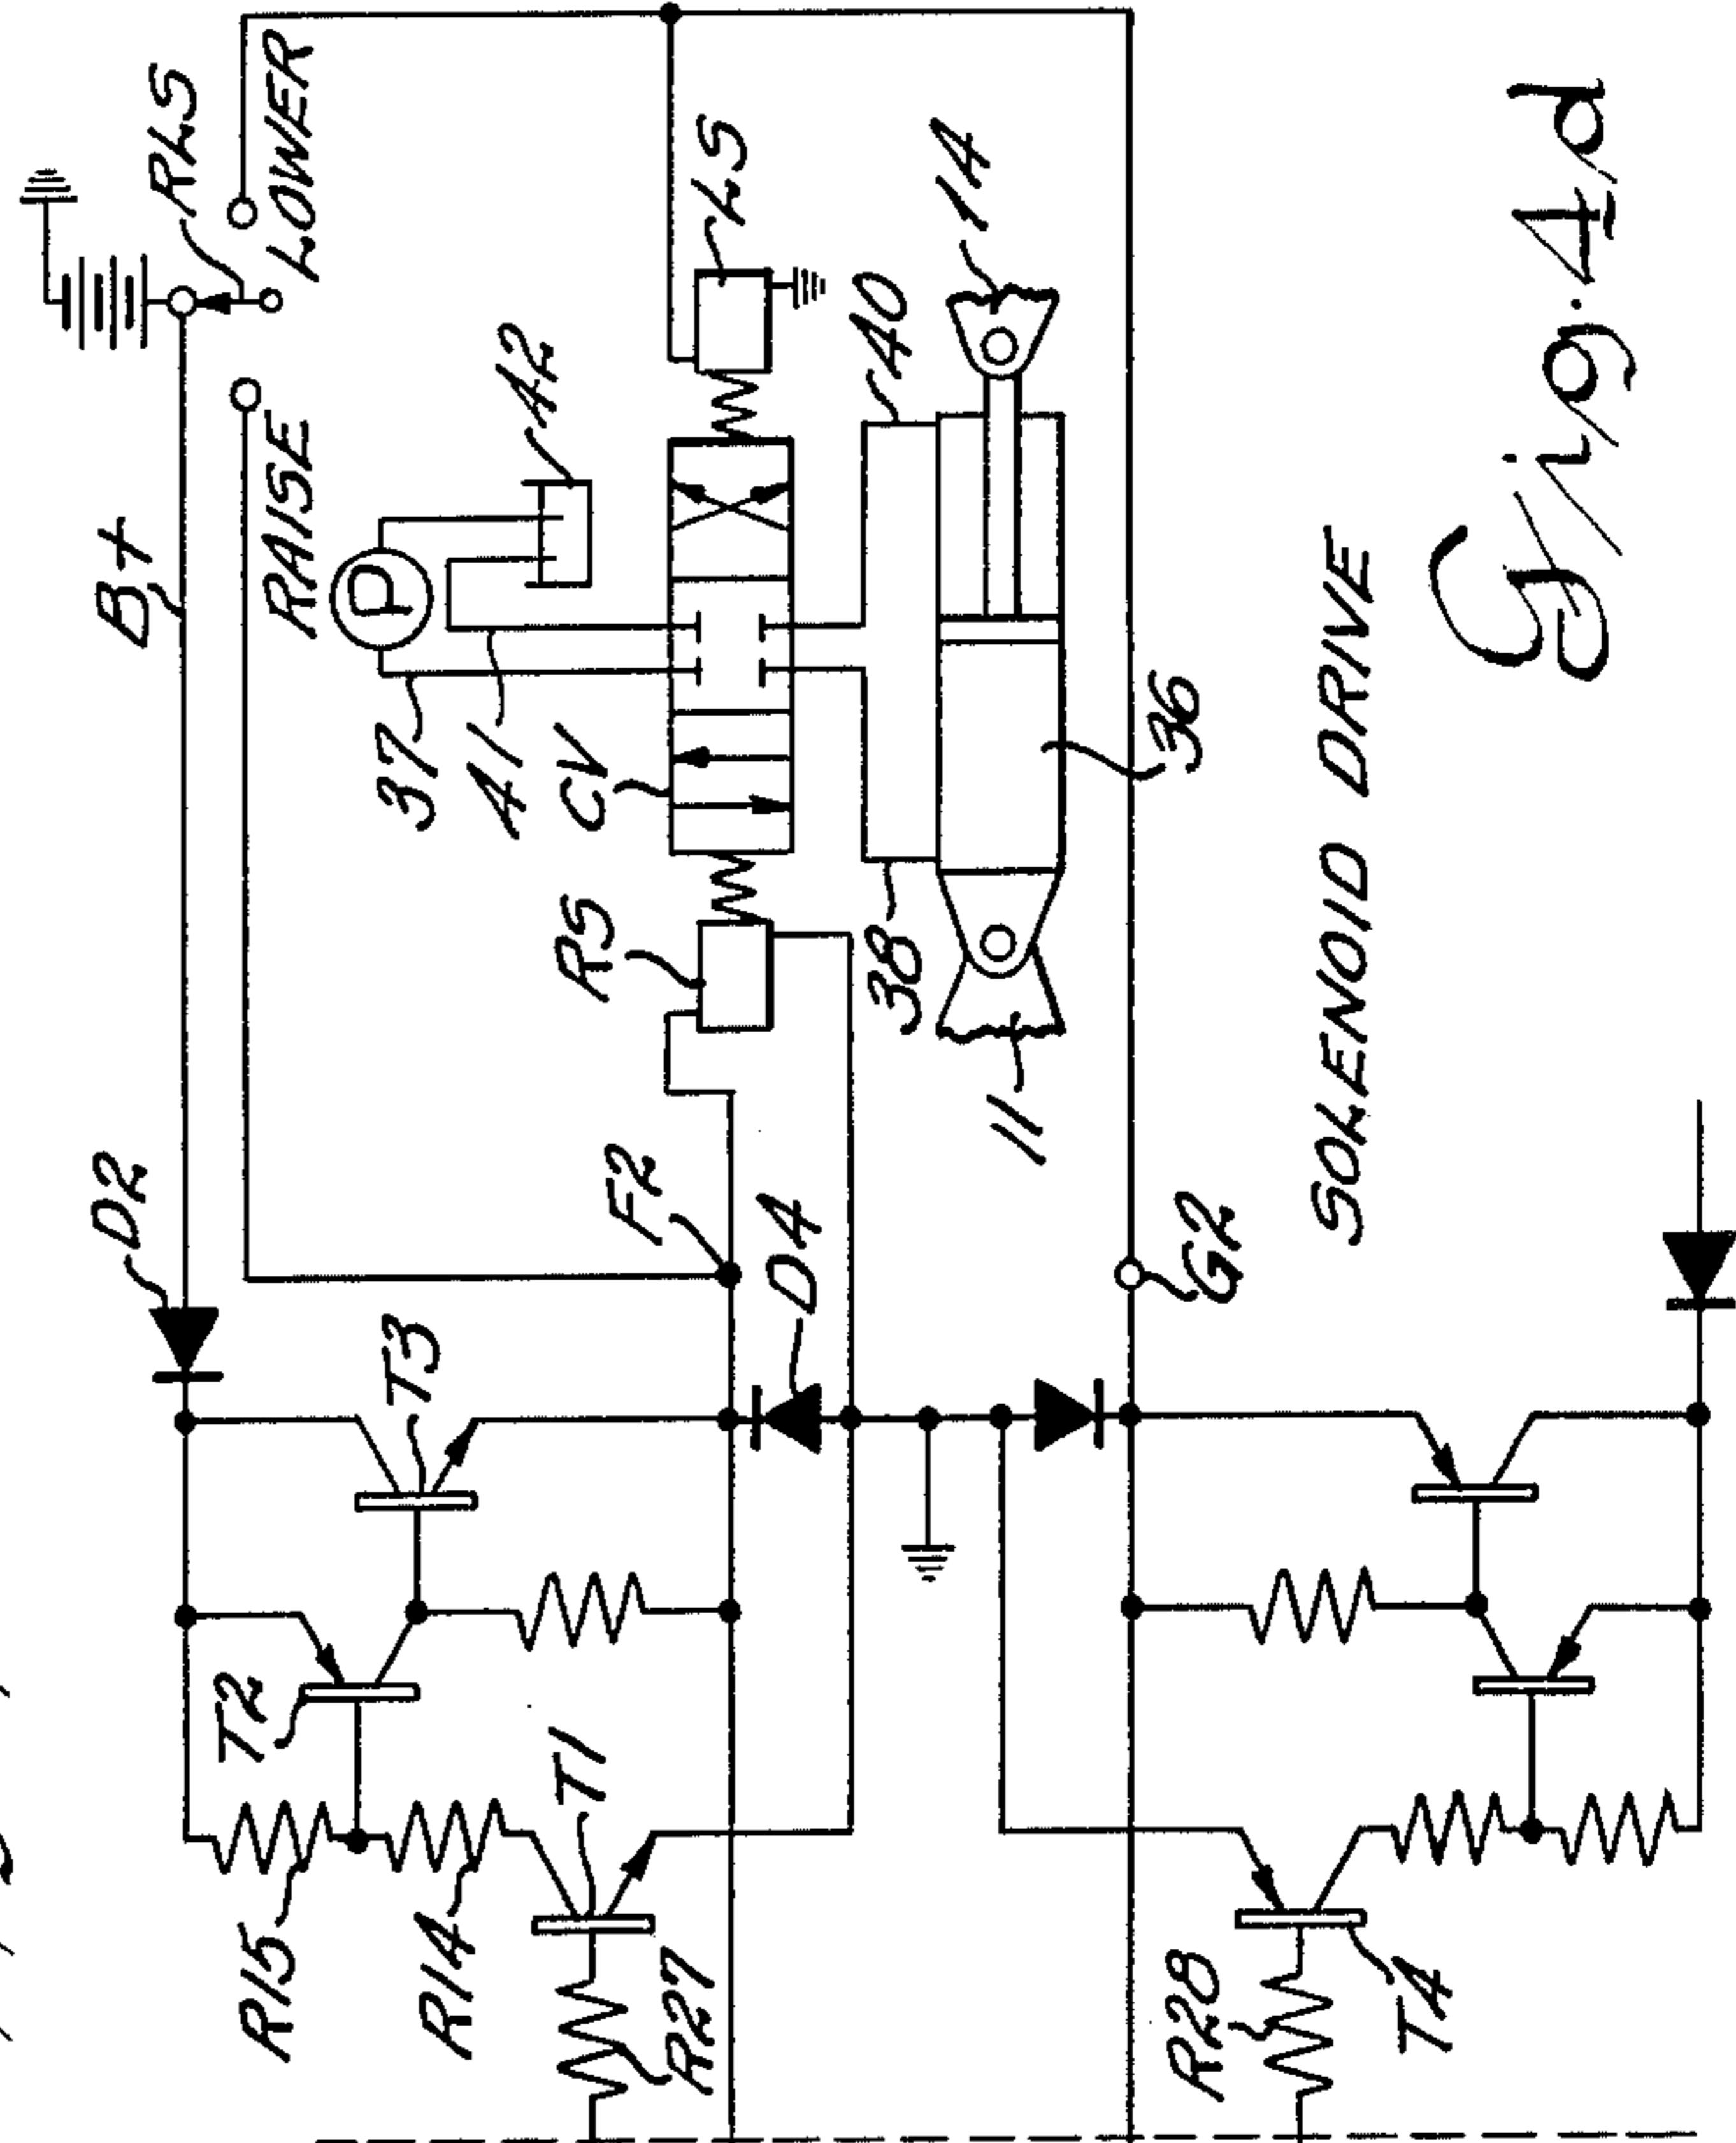 B+
D2
RLS
LOWER
RAISE
P
42
37
41
CV
RS
LS
F2
D4
T3
T2
T1
R15
R14
R27
38
40
11
14
36
G2
R28
T4
SOLENOID DRIVE
Fig. 4d